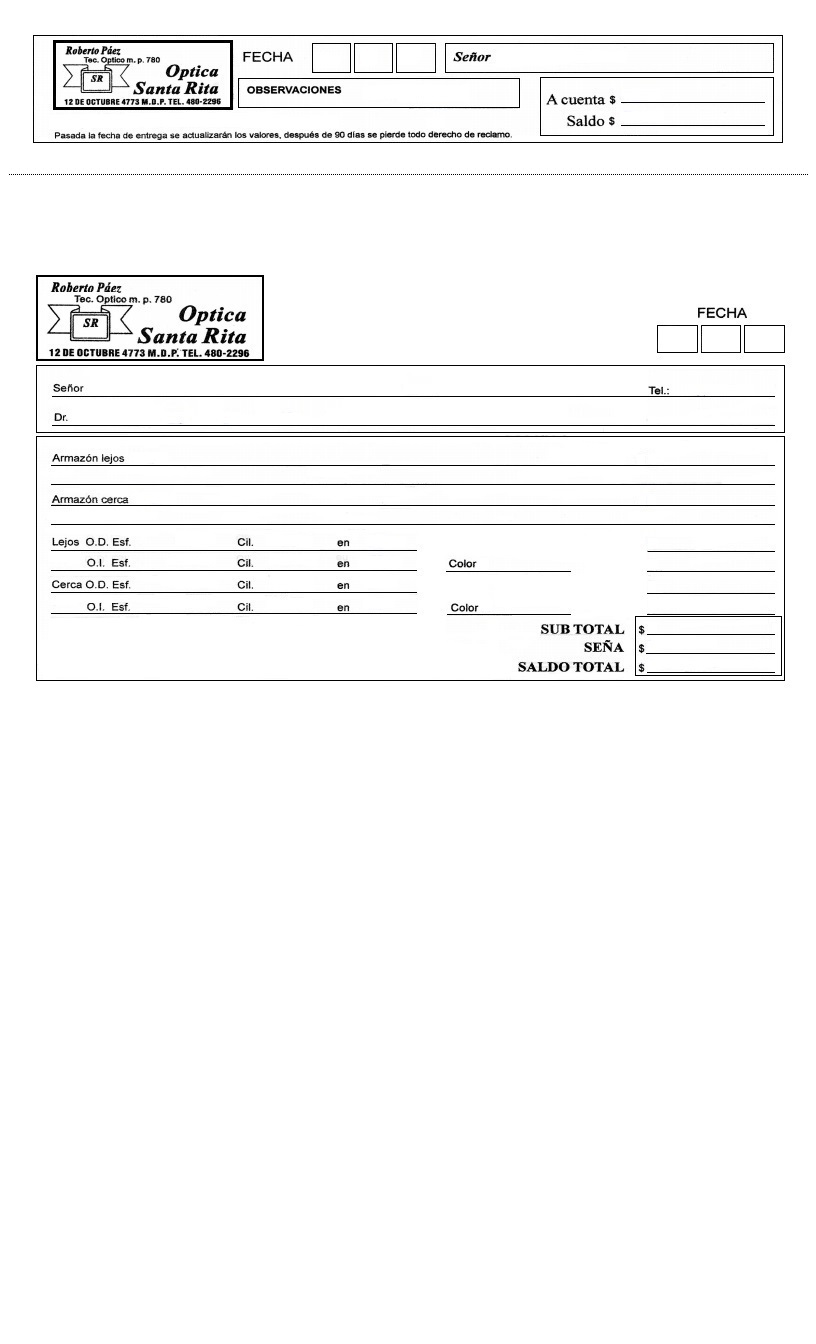 Roberto Páez
Tec. Optico m. p. 780
SR
Optica
Santa Rita
12 DE OCTUBRE 4773 M.D.P. TEL. 480-2296
FECHA
Señor
OBSERVACIONES
A cuenta $
Saldo $
Pasada la fecha de entrega se actualizarán los valores, después de 90 días se pierde todo derecho de reclamo.
Roberto Páez
Tec. Optico m. p. 780
SR
Optica
Santa Rita
12 DE OCTUBRE 4773 M.D.P. TEL. 480-2296
FECHA
Señor Tel.:
Dr.
Armazón lejos
Armazón cerca
Lejos O.D. Esf. Cil. en
O.I. Esf. Cil. en Color
Cerca O.D. Esf. Cil. en
O.I. Esf. Cil. en Color
SUB TOTAL $
SEÑA $
SALDO TOTAL $